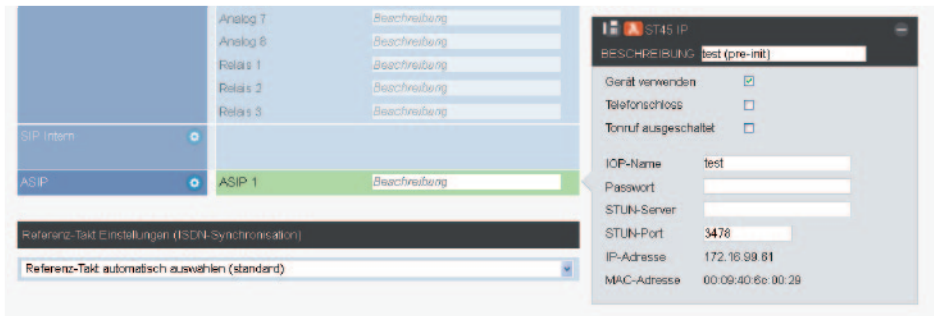 Analog 7 Beschreibung
Analog 8 Beschreibung
Relais 1 Beschreibung
Relais 2 Beschreibung
Relais 3 Beschreibung
SIP Intern
ASIP ASIP 1 Beschreibung
Referenz-Takt Einstellungen (ISDN-Synchronisation)
Referenz-Takt automatisch auswählen (standard)
ST45 IP
BESCHREIBUNG test (pre-init)
Gerät verwenden
Telefonschloss
Tonruf ausgeschaltet
IOP-Name test
Passwort
STUN-Server
STUN-Port 3478
IP-Adresse 172.16.99.61
MAC-Adresse 00:09:40:6c:00:29